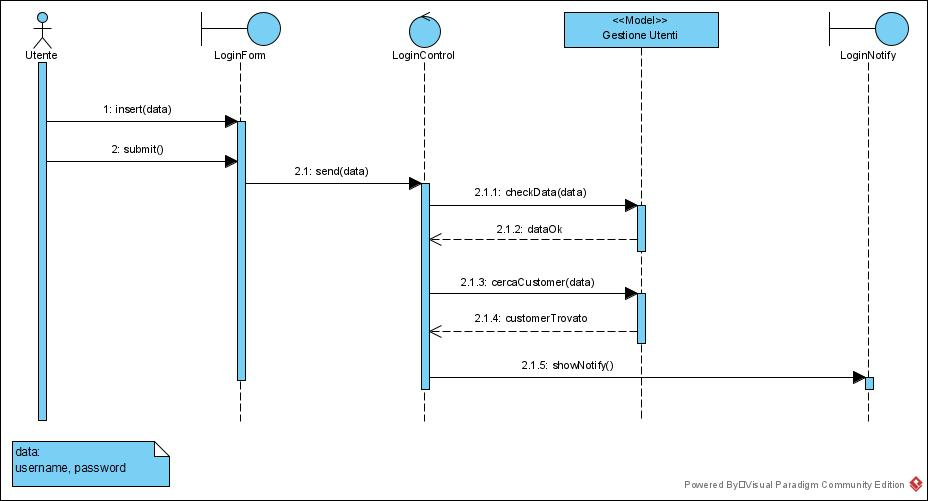 <<Model>>
Gestione Utenti
Utente
LoginForm
LoginControl
LoginNotify
1: insert(data)
2: submit()
2.1: send(data)
2.1.1: checkData(data)
2.1.2: dataOk
2.1.3: cercaCustomer(data)
2.1.4: customerTrovato
2.1.5: showNotify()
data:
username, password
Powered By□Visual Paradigm Community Edition